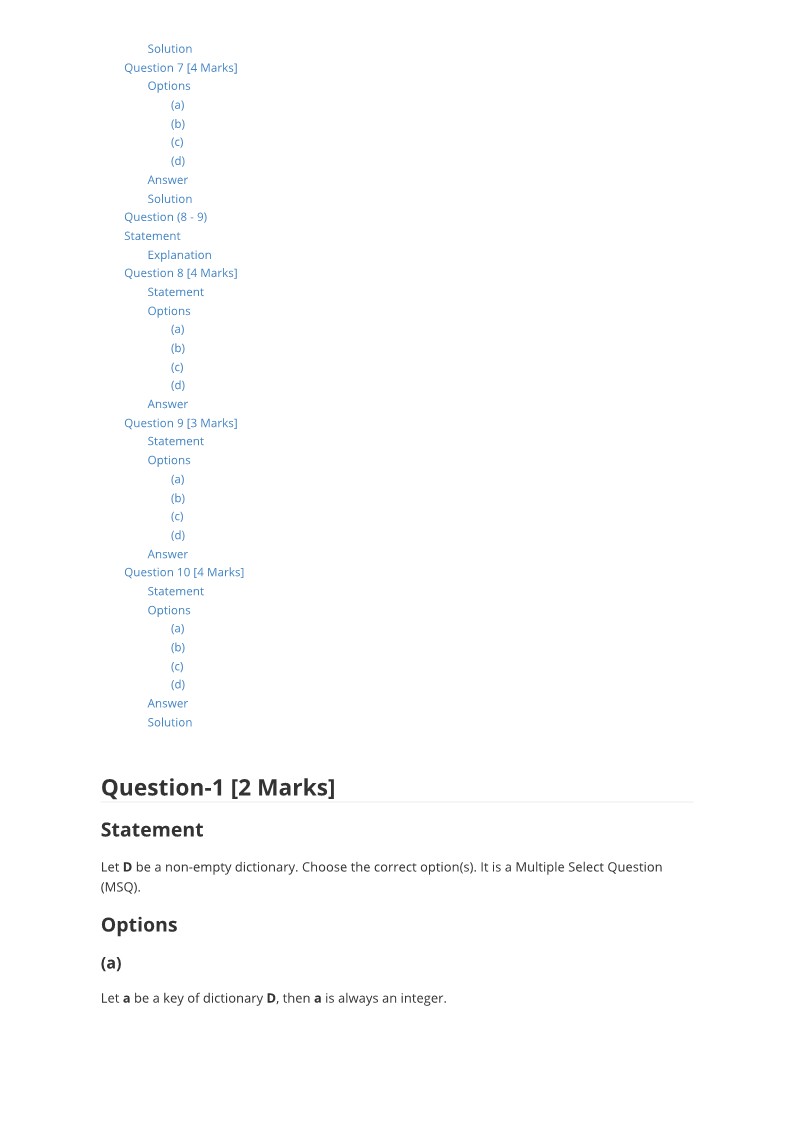 Solution
Question 7 [4 Marks]
Options
(a)
(b)
(c)
(d)
Answer
Solution
Question (8 - 9)
Statement
Explanation
Question 8 [4 Marks]
Statement
Options
(a)
(b)
(c)
(d)
Answer
Question 9 [3 Marks]
Statement
Options
(a)
(b)
(c)
(d)
Answer
Question 10 [4 Marks]
Statement
Options
(a)
(b)
(c)
(d)
Answer
Solution
Question-1 [2 Marks]
Statement
Let D be a non-empty dictionary. Choose the correct option(s). It is a Multiple Select Question
(MSQ).
Options
(a)
Let a be a key of dictionary D, then a is always an integer.